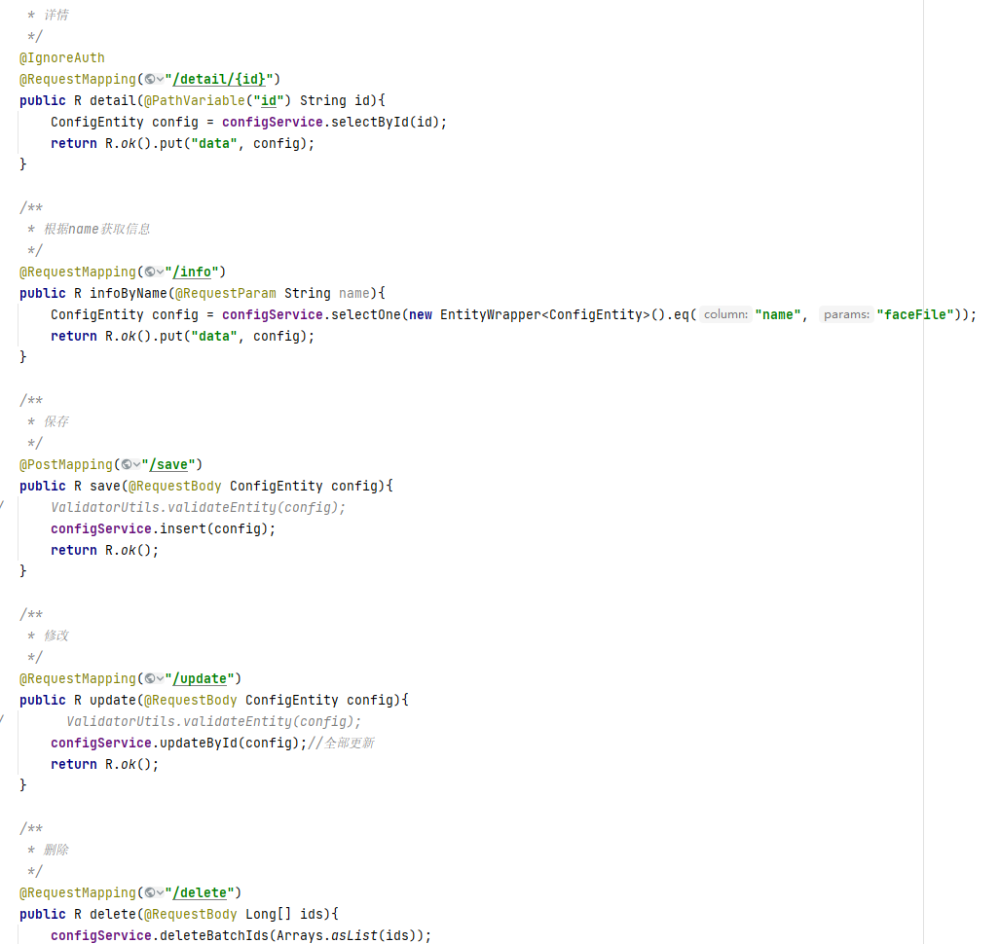 * 详情
*/
@IgnoreAuth
@RequestMapping("/detail/{id}")
public R detail(@PathVariable("id") String id){
ConfigEntity config = configService.selectById(id);
return R.ok().put("data", config);
}
/**
* 根据name获取信息
*/
@RequestMapping("/info")
public R infoByName(@RequestParam String name){
ConfigEntity config = configService.selectOne(new EntityWrapper<ConfigEntity>().eq( column: "name", params: "faceFile"));
return R.ok().put("data", config);
}
/**
* 保存
*/
@PostMapping("/save")
public R save(@RequestBody ConfigEntity config){
/ ValidatorUtils.validateEntity(config);
configService.insert(config);
return R.ok();
}
/**
* 修改
*/
@RequestMapping("/update")
public R update(@RequestBody ConfigEntity config){
/ ValidatorUtils.validateEntity(config);
configService.updateById(config);//全部更新
return R.ok();
}
/**
* 删除
*/
@RequestMapping("/delete")
public R delete(@RequestBody Long[] ids){
configService.deleteBatchIds(Arrays.asList(ids));